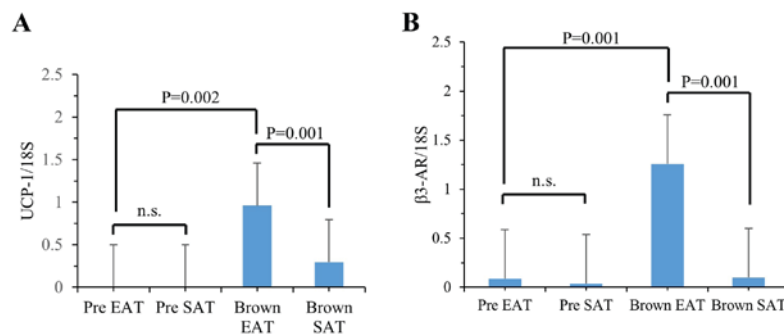 A
P=0.002
P=0.001
n.s.
UCP-1/18S
2.5
2
1.5
1
0.5
0
Pre EAT
Pre SAT
Brown
EAT
Brown
SAT
B
P=0.001
P=0.001
n.s.
β3-AR/18S
2.5
2
1.5
1
0.5
0
Pre EAT
Pre SAT
Brown EAT
Brown SAT